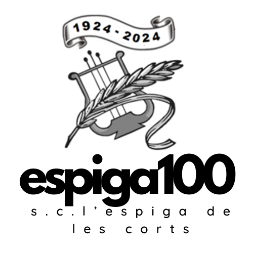 1924-2024
espiga100
s.c.l'espiga de
les corts